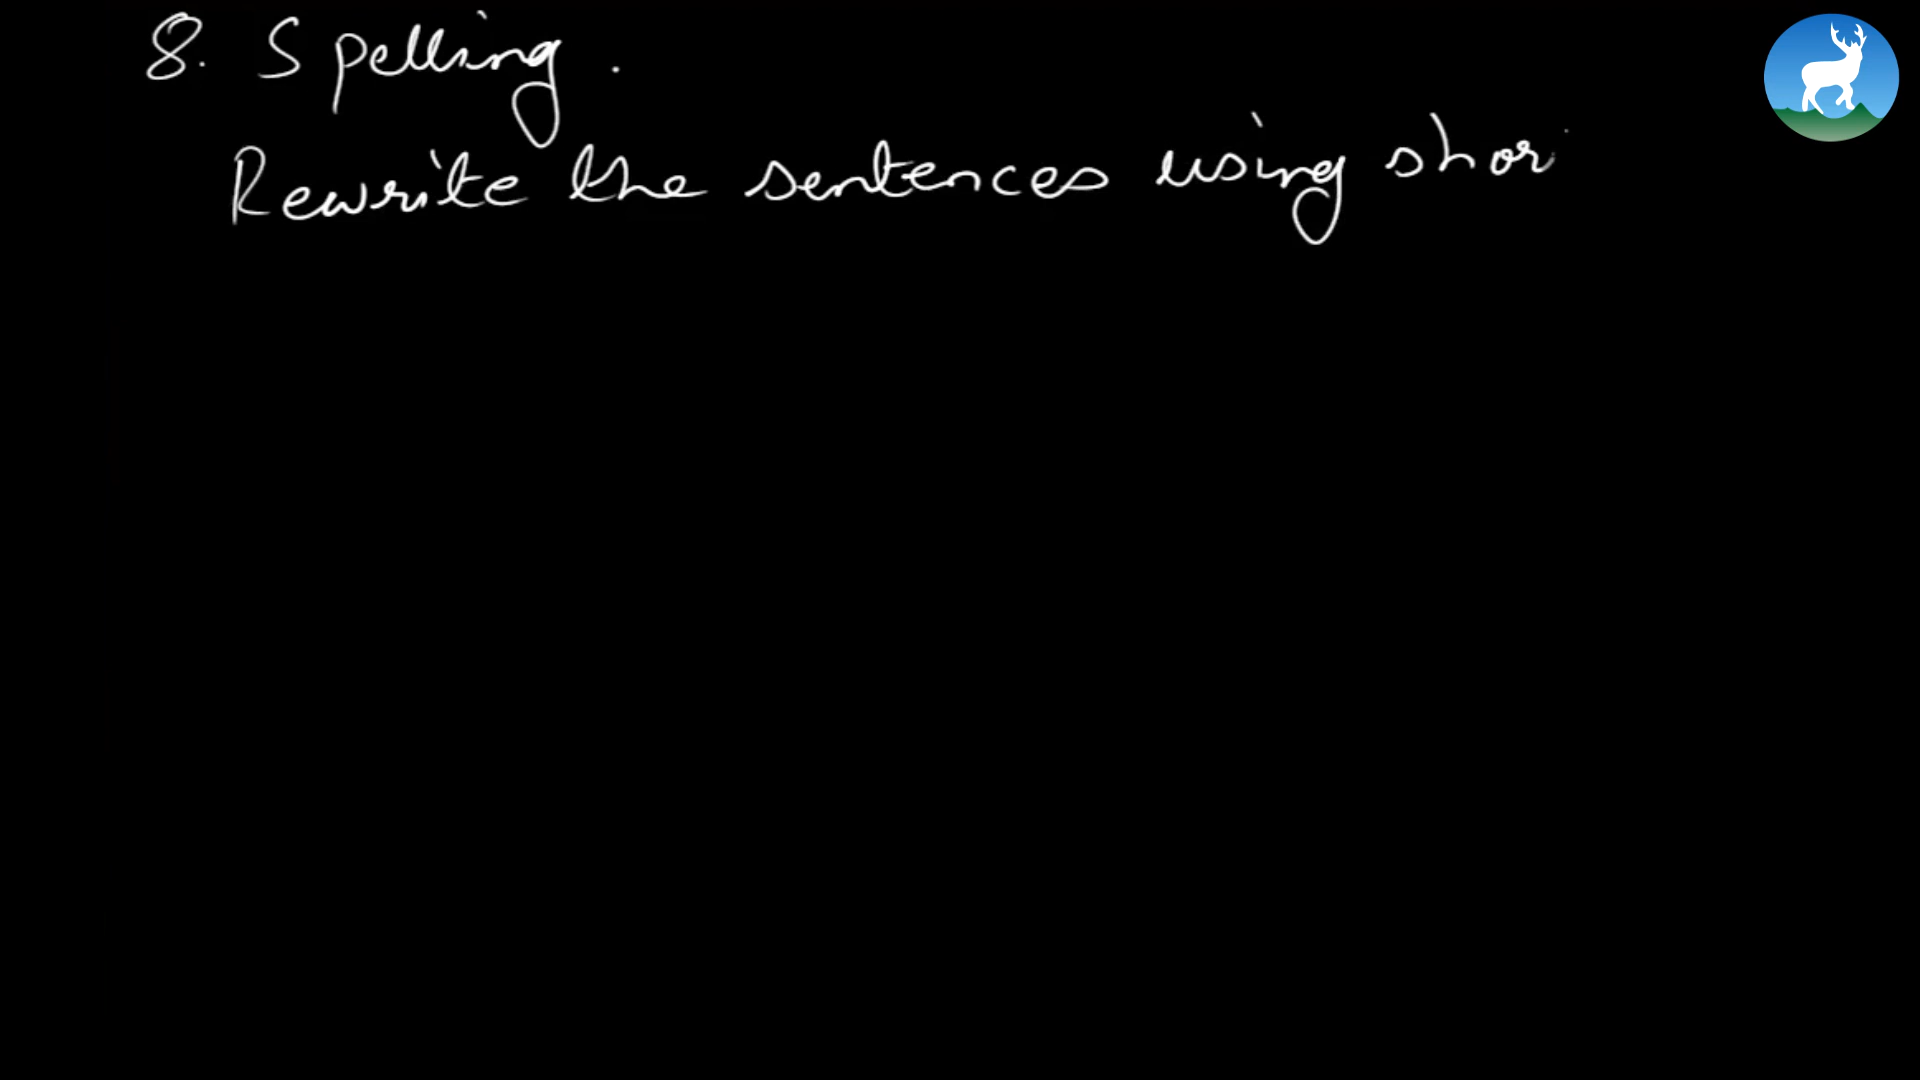 8. Spelling.
Rewrite the sentences using shor